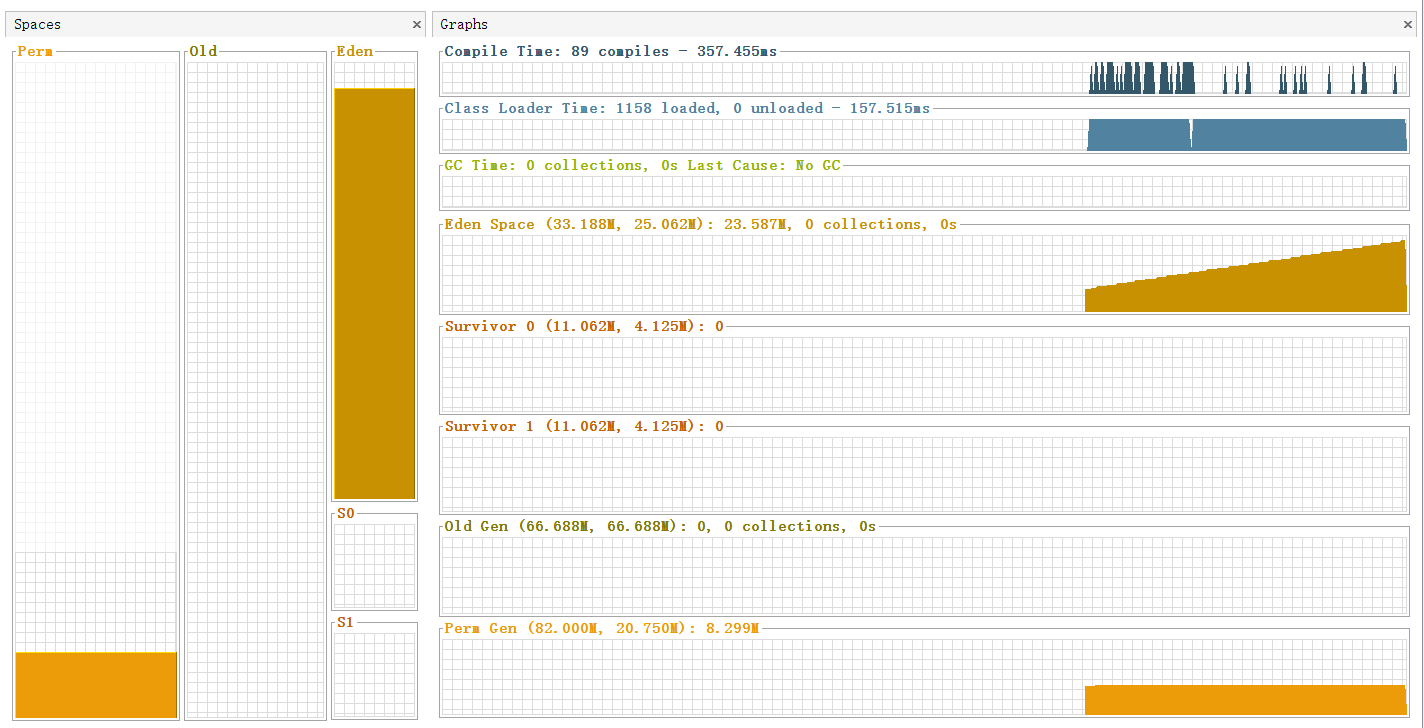 Spaces
Perm
Old
Eden
S0
S1
Graphs
Compile Time: 89 compiles - 357.455ms
Class Loader Time: 1158 loaded, 0 unloaded - 157.515ms
GC Time: 0 collections, 0s Last Cause: No GC
Eden Space (33.188M, 25.062M): 23.587M, 0 collections, 0s
Survivor 0 (11.062M, 4.125M): 0
Survivor 1 (11.062M, 4.125M): 0
Old Gen (66.688M, 66.688M): 0, 0 collections, 0s
Perm Gen (82.000M, 20.750M): 8.299M